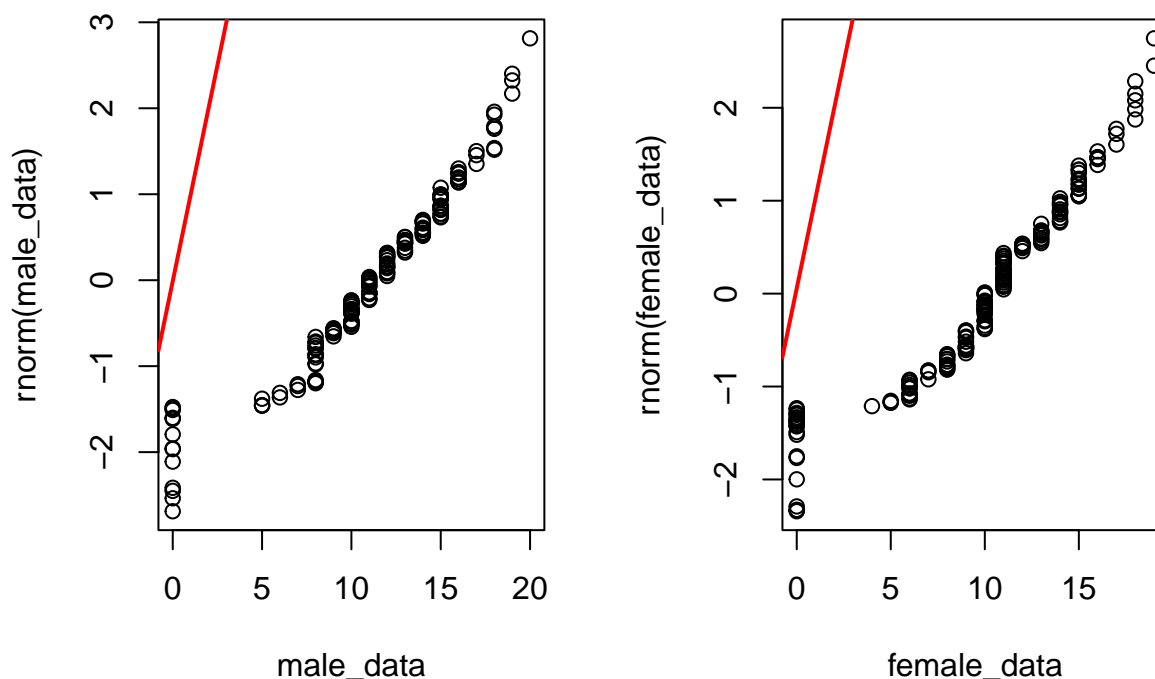 rnorm(male_data)
3
2
1
0
−1
−2
0 5 10 15 20
male_data
rnorm(female_data)
2
1
0
−1
−2
0 5 10 15
female_data